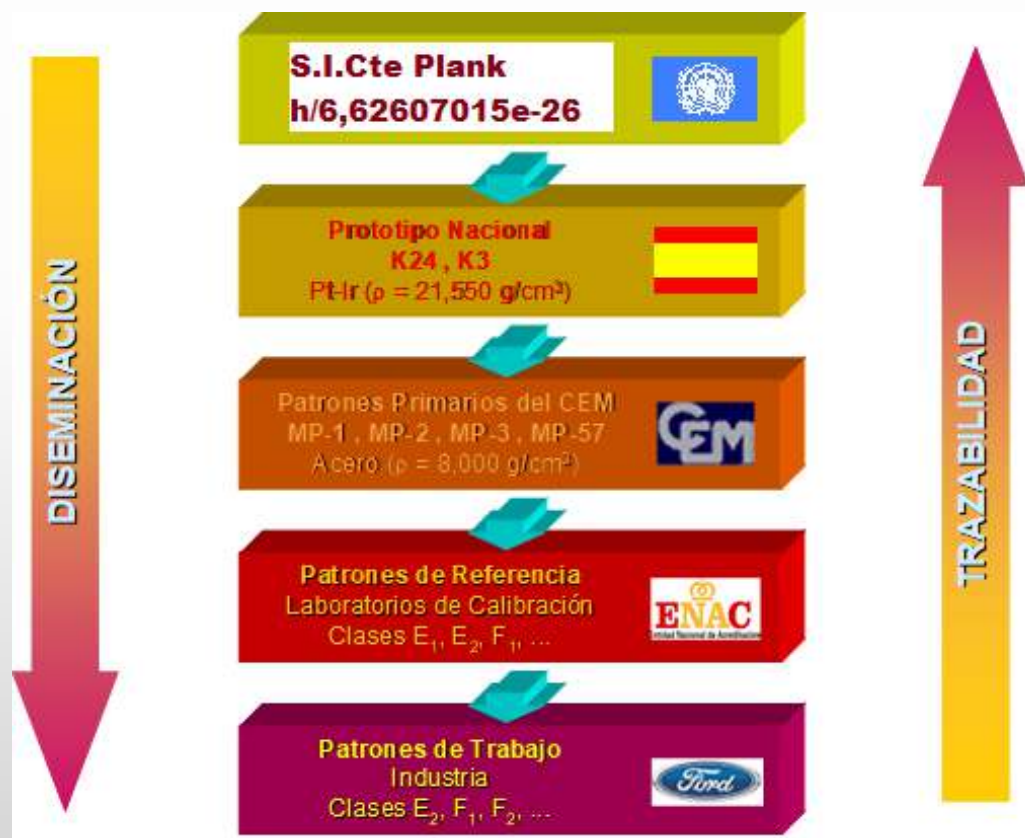 S.I.Cte Plank
h/6,62607015e-26
Prototipo Nacional
K24 , K3
Pt-Ir (ρ = 21,550 g/cm³)
Patrones Primarios del CEM
MP-1 , MP-2 , MP-3 , MP-57
Acero (ρ = 8,000 g/cm³)
CEM
Patrones de Referencia
Laboratorios de Calibración
Clases E₁, E₂, F₁, ...
ENAC
Patrones de Trabajo
Industria
Clases E₂, F₁, F₂, ...
Ford
DISEMINACIÓN
TRAZABILIDAD